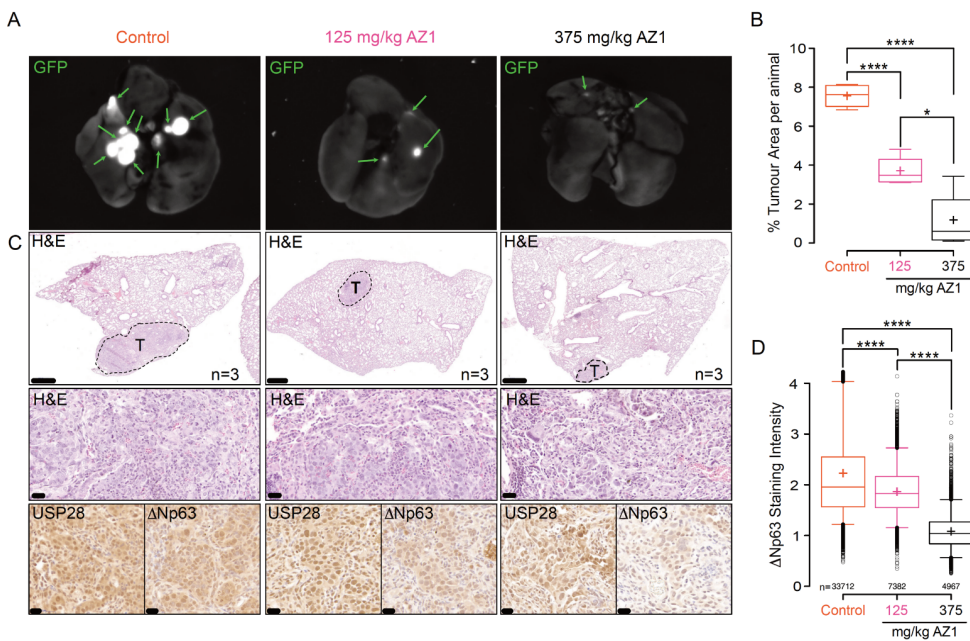 A
Control
125 mg/kg AZ1
375 mg/kg AZ1
GFP
GFP
GFP
B
% Tumour Area per animal
10
8
6
4
2
0
****
****
*
Control
125
375
mg/kg AZ1
C
H&E
T
n=3
H&E
T
n=3
H&E
T
n=3
H&E
H&E
H&E
USP28
ΔNp63
USP28
ΔNp63
USP28
ΔNp63
D
ΔNp63 Staining Intensity
4
3
2
1
0
****
****
****
n=33712
7382
4967
Control
125
375
mg/kg AZ1